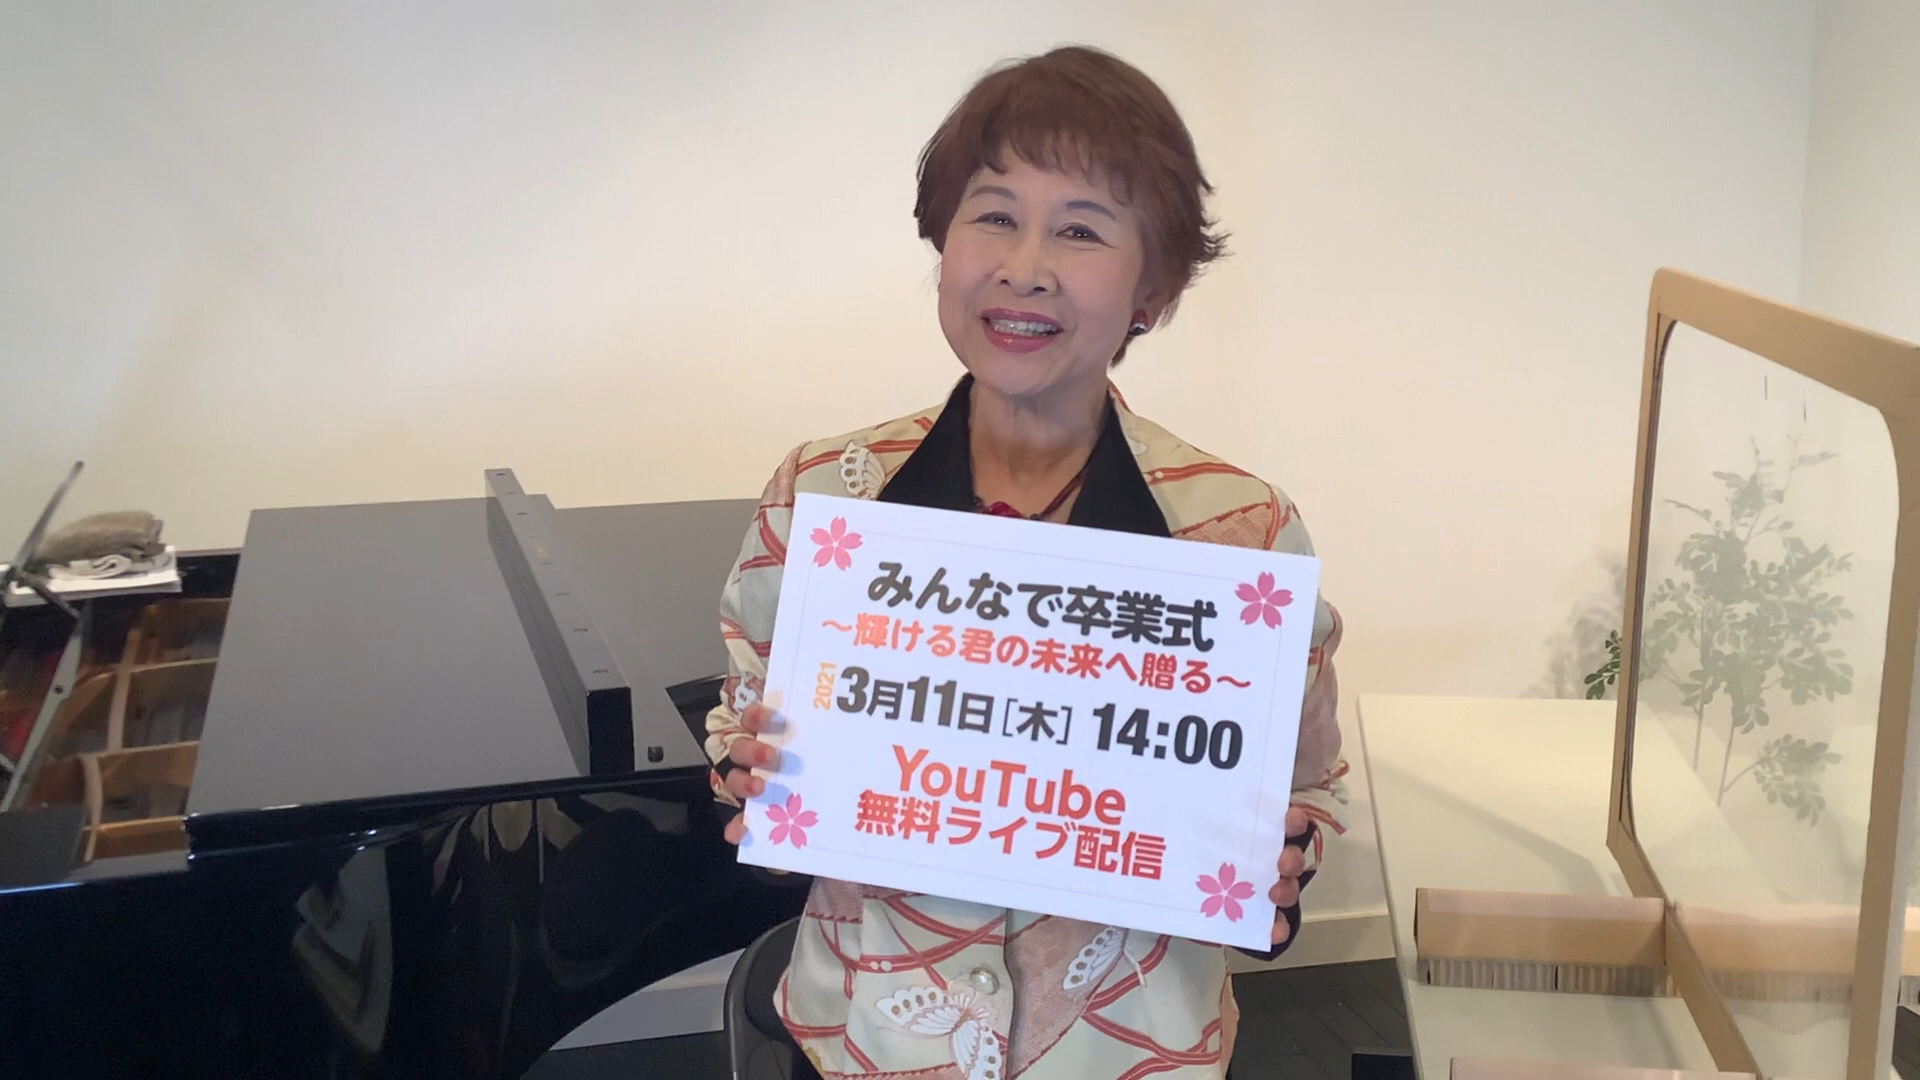 みんなで卒業式
～輝ける君の未来へ贈る～
2021 3月11日［木］ 14:00
YouTube
無料ライブ配信